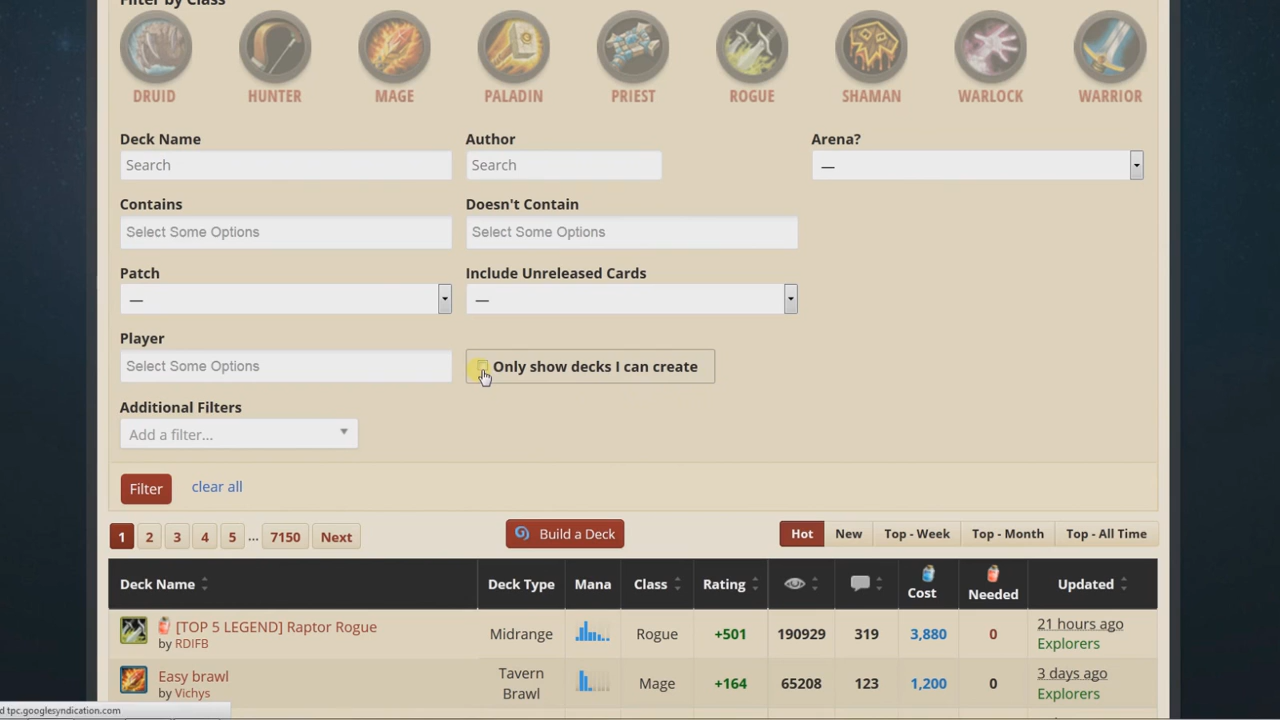 Filter by Class
DRUID HUNTER MAGE PALADIN PRIEST ROGUE SHAMAN WARLOCK WARRIOR
Deck Name Author Arena?
Search Search —
Contains Doesn't Contain
Select Some Options Select Some Options
Patch Include Unreleased Cards
— —
Player
Select Some Options Only show decks I can create
Additional Filters
Add a filter...
Filter clear all
1 2 3 4 5 ... 7150 Next Build a Deck Hot New Top - Week Top - Month Top - All Time
Deck Name Deck Type Mana Class Rating Cost Needed Updated
[TOP 5 LEGEND] Raptor Rogue Midrange Rogue +501 190929 319 3,880 0 21 hours ago
by RDIFB Explorers
Easy brawl Tavern Brawl Mage +164 65208 123 1,200 0 3 days ago
by Vichys Explorers
d tpc.googlesyndication.com